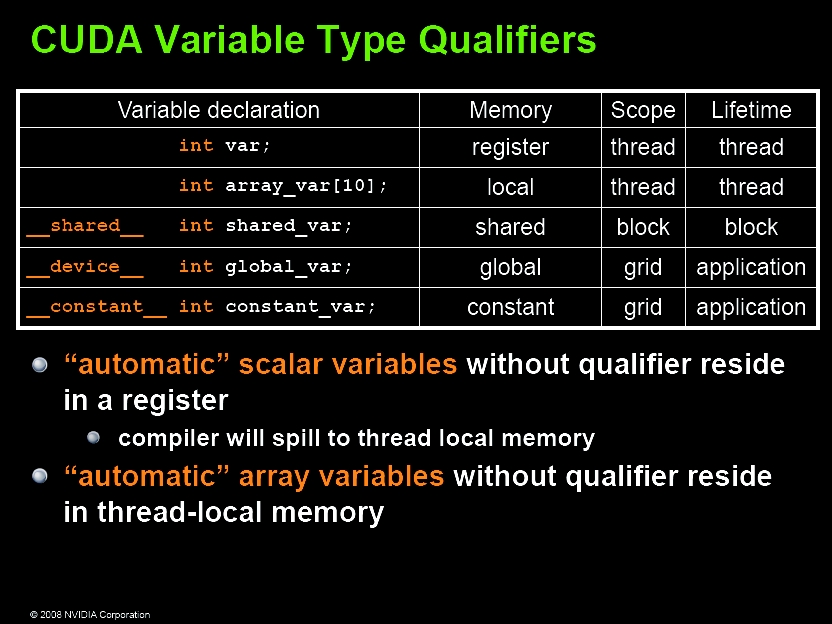 CUDA Variable Type Qualifiers
Variable declaration Memory Scope Lifetime
int var; register thread thread
int array_var[10]; local thread thread
__shared__ int shared_var; shared block block
__device__ int global_var; global grid application
__constant__ int constant_var; constant grid application
“automatic” scalar variables without qualifier reside
in a register
compiler will spill to thread local memory
“automatic” array variables without qualifier reside
in thread-local memory
© 2008 NVIDIA Corporation